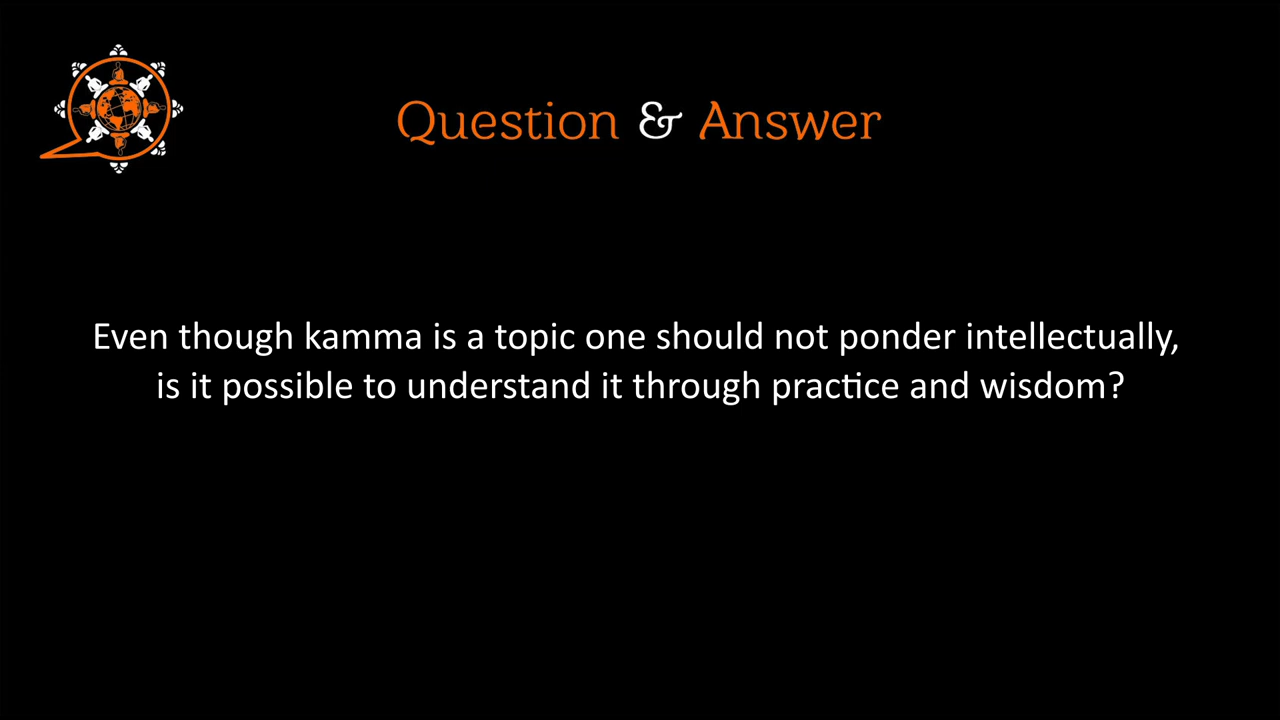 Question & Answer
Even though kamma is a topic one should not ponder intellectually,
is it possible to understand it through practice and wisdom?